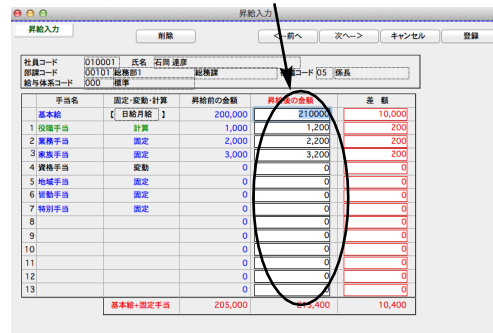 昇給入力
昇給入力 削除 <--前へ 次へ--> キャンセル 登録
社員コード 010001 氏名 石岡 達彦
部課コード 00101 総務部1 総務課 コード 05 係長
給与体系コード 000 標準
手当名 固定・変動・計算 昇給前の金額 昇給後の金額 差 額
基本給 【 日給月給 】 200,000 210000 10,000
1 役職手当 計算 1,000 1,200 200
2 業務手当 固定 2,000 2,200 200
3 家族手当 固定 3,000 3,200 200
4 資格手当 変動 0 0 0
5 地域手当 固定 0 0 0
6 皆勤手当 固定 0 0 0
7 特別手当 固定 0 0 0
8 0 0 0
9 0 0 0
10 0 0 0
11 0 0 0
12 0 0 0
13 0 0 0
基本給+固定手当 205,000 215,400 10,400